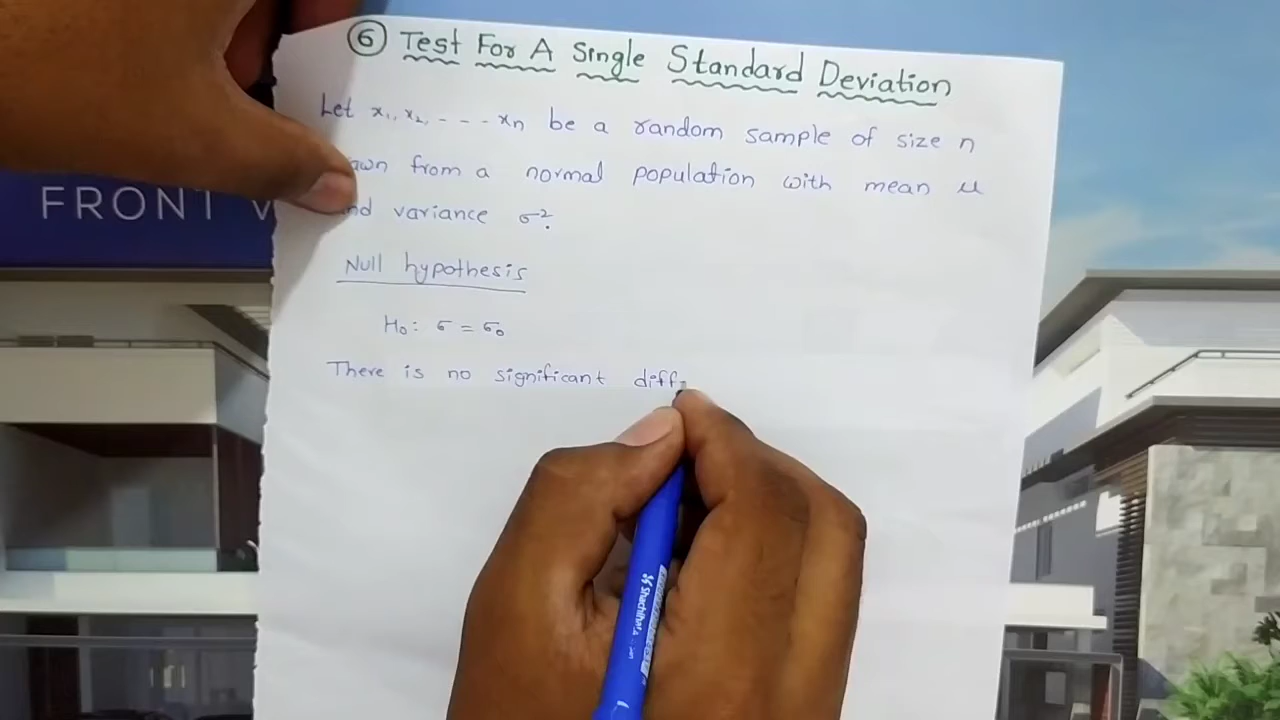 ⑥ Test For A Single Standard Deviation
Let x₁, x₂, - - - - xn be a random sample of size n
from a normal population with mean μ
variance σ².
Null hypothesis
H₀: σ = σ₀
There is no significant diff
FRONT